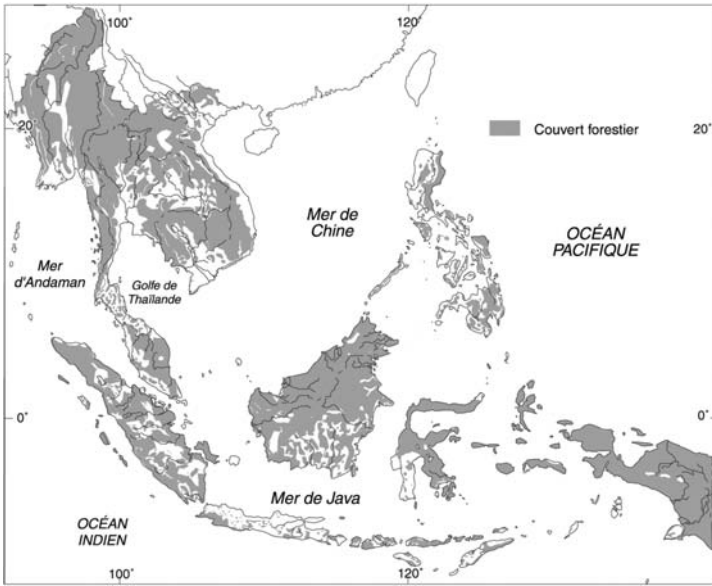 100˚
120˚
20˚
Couvert forestier
20˚
Mer de
Chine
OCÉAN
PACIFIQUE
Mer
d'Andaman
Golfe de
Thaïlande
0˚
0˚
Mer de Java
OCÉAN
INDIEN
100˚
120˚